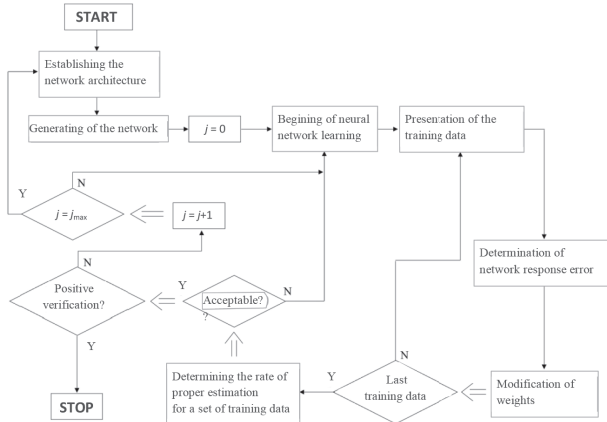 START
Establishing the
network architecture
Generating of the network
j = 0
Begining of neural
network learning
Presentation of the
training data
Y
N
j = jmax
j = j+1
Determination of
network response error
N
Positive
verification?
Y
Acceptable?
?
N
Y
STOP
Determining the rate of
proper estimation
for a set of training data
Y
N
Last
training data
Modification of
weights